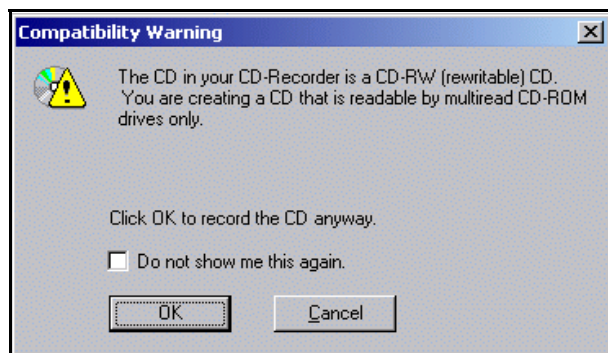 Compatibility Warning
The CD in your CD-Recorder is a CD-RW (rewritable) CD.
You are creating a CD that is readable by multiread CD-ROM
drives only.
Click OK to record the CD anyway.
Do not show me this again.
OK
Cancel